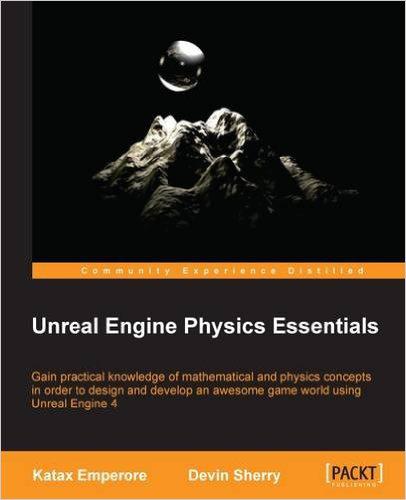 Community Experience Distilled
Unreal Engine Physics Essentials
Gain practical knowledge of mathematical and physics concepts
in order to design and develop an awesome game world using
Unreal Engine 4
Katax Emperore Devin Sherry
[PACKT]
PUBLISHING